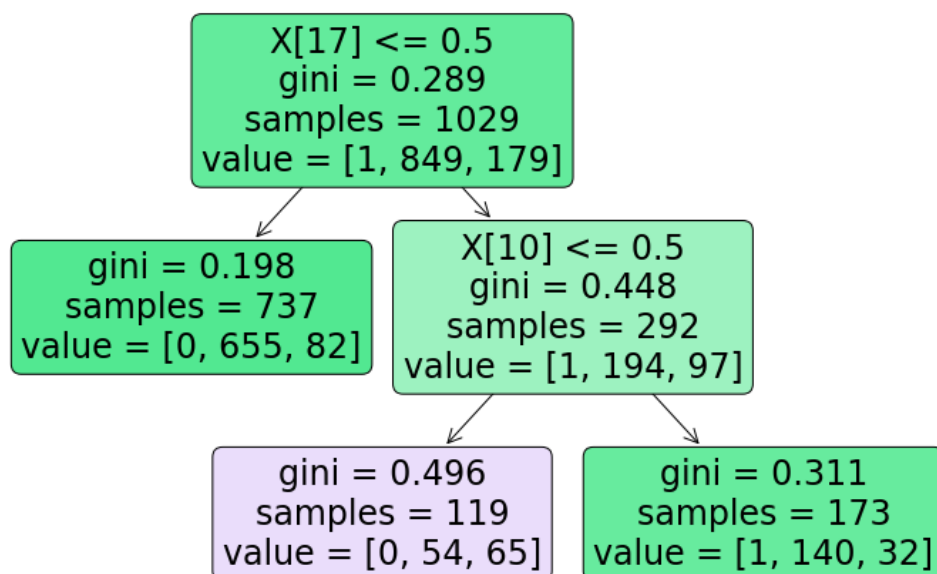 X[17] <= 0.5
gini = 0.289
samples = 1029
value = [1, 849, 179]
gini = 0.198
samples = 737
value = [0, 655, 82]
X[10] <= 0.5
gini = 0.448
samples = 292
value = [1, 194, 97]
gini = 0.496
samples = 119
value = [0, 54, 65]
gini = 0.311
samples = 173
value = [1, 140, 32]